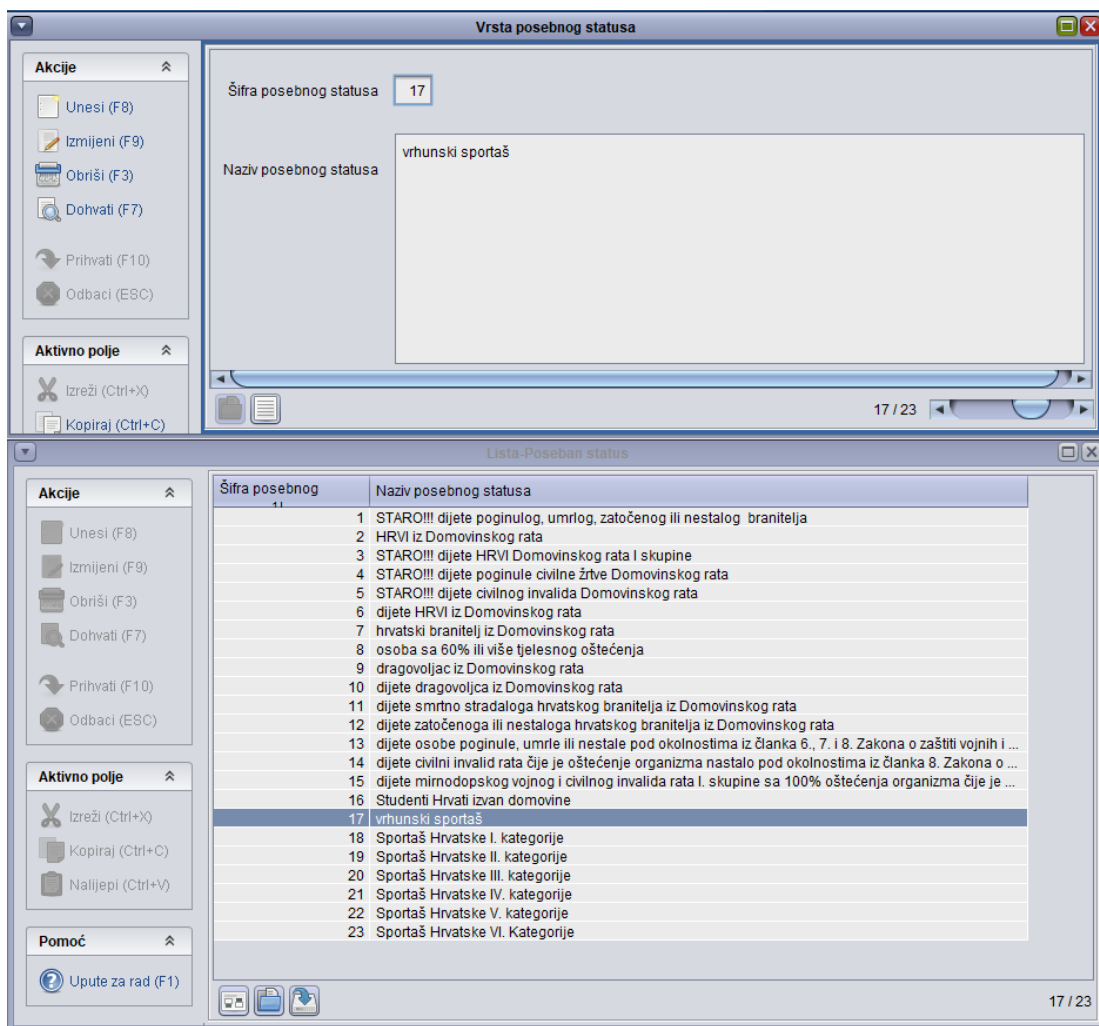 Vrsta posebnog statusa
Akcije
Unesi (F8)
Izmijeni (F9)
Obriši (F3)
Dohvati (F7)
Prihvati (F10)
Odbaci (ESC)
Aktivno polje
Izreži (Ctrl+X)
Kopiraj (Ctrl+C)
Šifra posebnog statusa 17
Naziv posebnog statusa vrhunski sportaš
17 / 23
Lista-Poseban status
Akcije
Unesi (F8)
Izmijeni (F9)
Obriši (F3)
Dohvati (F7)
Prihvati (F10)
Odbaci (ESC)
Aktivno polje
Izreži (Ctrl+X)
Kopiraj (Ctrl+C)
Nalijepi (Ctrl+V)
Pomoć
Upute za rad (F1)
Šifra posebnog Naziv posebnog statusa
1 STARO!!! dijete poginulog, umrlog, zatočenog ili nestalog branitelja
2 HRVI iz Domovinskog rata
3 STARO!!! dijete HRVI Domovinskog rata I skupine
4 STARO!!! dijete poginule civilne žrtve Domovinskog rata
5 STARO!!! dijete civilnog invalida Domovinskog rata
6 dijete HRVI iz Domovinskog rata
7 hrvatski branitelj iz Domovinskog rata
8 osoba sa 60% ili više tjelesnog oštećenja
9 dragovoljac iz Domovinskog rata
10 dijete dragovoljca iz Domovinskog rata
11 dijete smrtno stradaloga hrvatskog branitelja iz Domovinskog rata
12 dijete zatočenoga ili nestaloga hrvatskog branitelja iz Domovinskog rata
13 dijete osobe poginule, umrle ili nestale pod okolnostima iz članka 6., 7. i 8. Zakona o zaštiti vojnih i ...
14 dijete civilni invalid rata čije je oštećenje organizma nastalo pod okolnostima iz članka 8. Zakona o ...
15 dijete mirnodopskog vojnog i civilnog invalida rata I. skupine sa 100% oštećenja organizma čije je ...
16 Studenti Hrvati izvan domovine
17 vrhunski sportaš
18 Sportaš Hrvatske I. kategorije
19 Sportaš Hrvatske II. kategorije
20 Sportaš Hrvatske III. kategorije
21 Sportaš Hrvatske IV. kategorije
22 Sportaš Hrvatske V. kategorije
23 Sportaš Hrvatske VI. Kategorije
17 / 23